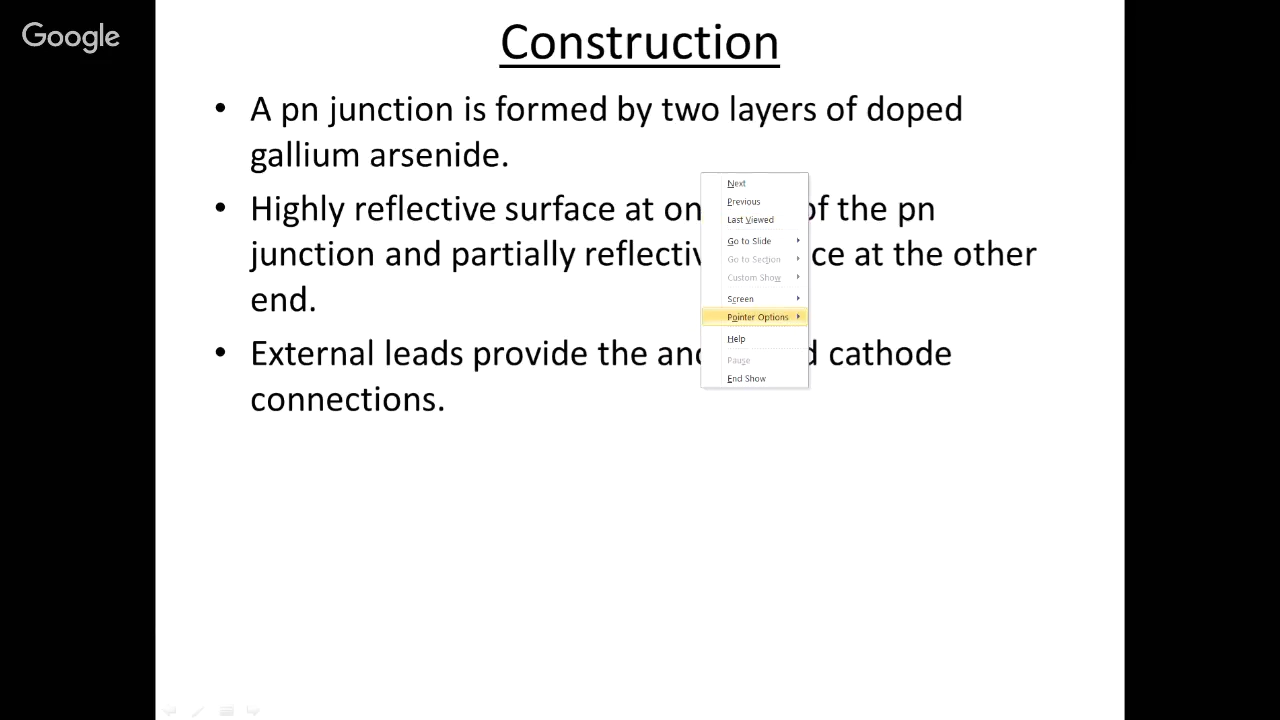 Google
Construction
• A pn junction is formed by two layers of doped
gallium arsenide.
• Highly reflective surface at on of the pn
junction and partially reflectiv ce at the other
end.
• External leads provide the an d cathode
connections.
Next
Previous
Last Viewed
Go to Slide
Go to Section
Custom Show
Screen
Pointer Options
Help
Pause
End Show